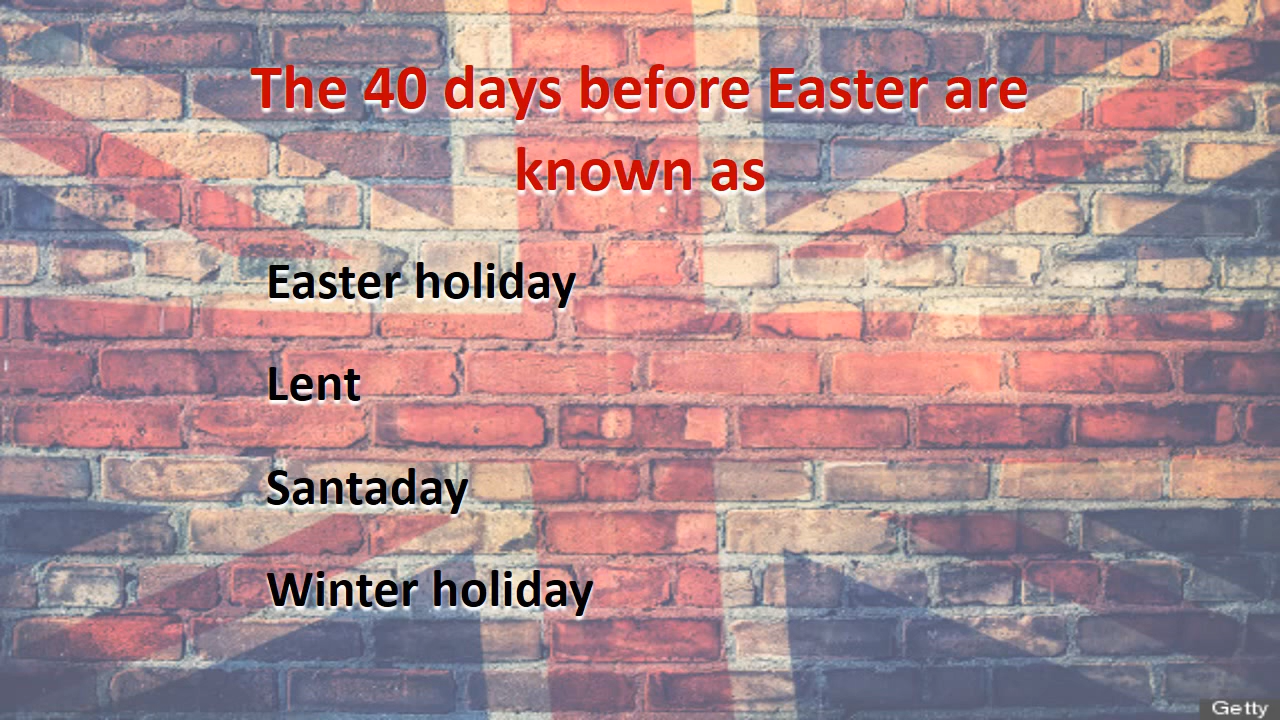 The 40 days before Easter are
known as
Easter holiday
Lent
Santaday
Winter holiday
Getty